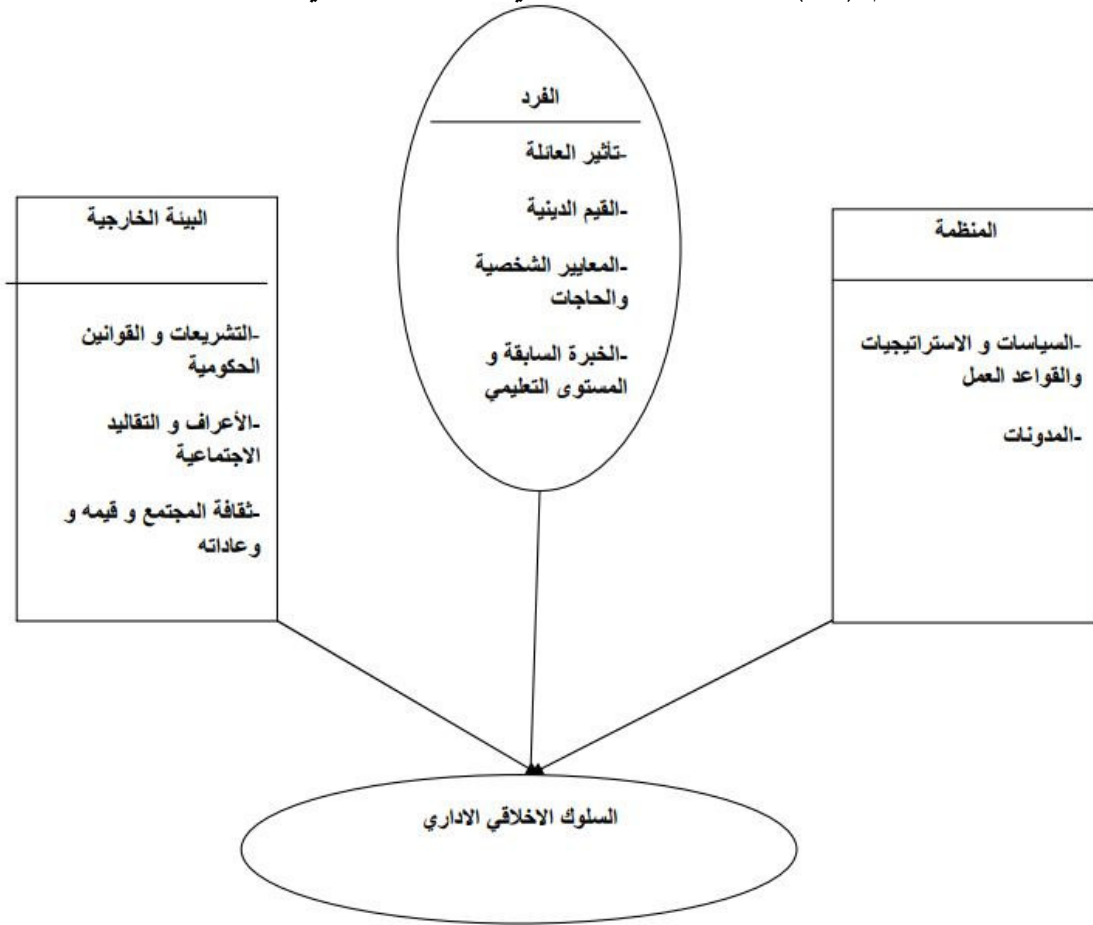 الفرد
-تأثير العائلة
-القيم الدينية
-المعايير الشخصية
والحاجات
-الخبرة السابقة و
المستوى التعليمي
المنظمة
-السياسات و الاستراتيجيات
والقواعد العمل
-المدونات
البيئة الخارجية
-التشريعات و القوانين
الحكومية
-الأعراف و التقاليد
الاجتماعية
-ثقافة المجتمع و قيمه و
وعاداته
السلوك الاخلاقي الاداري